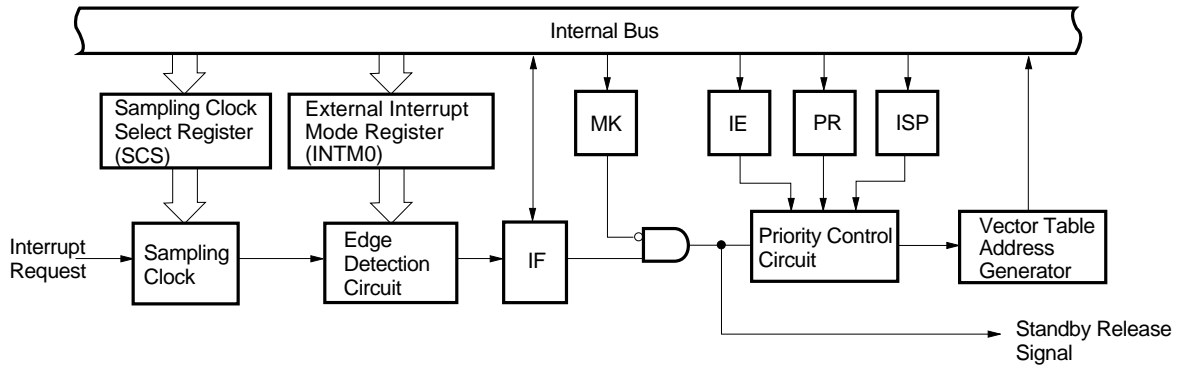 Internal Bus
Sampling Clock
Select Register
(SCS)
External Interrupt
Mode Register
(INTM0)
MK
IE
PR
ISP
Interrupt
Request
Sampling
Clock
Edge
Detection
Circuit
IF
Priority Control
Circuit
Vector Table
Address
Generator
Standby Release
Signal